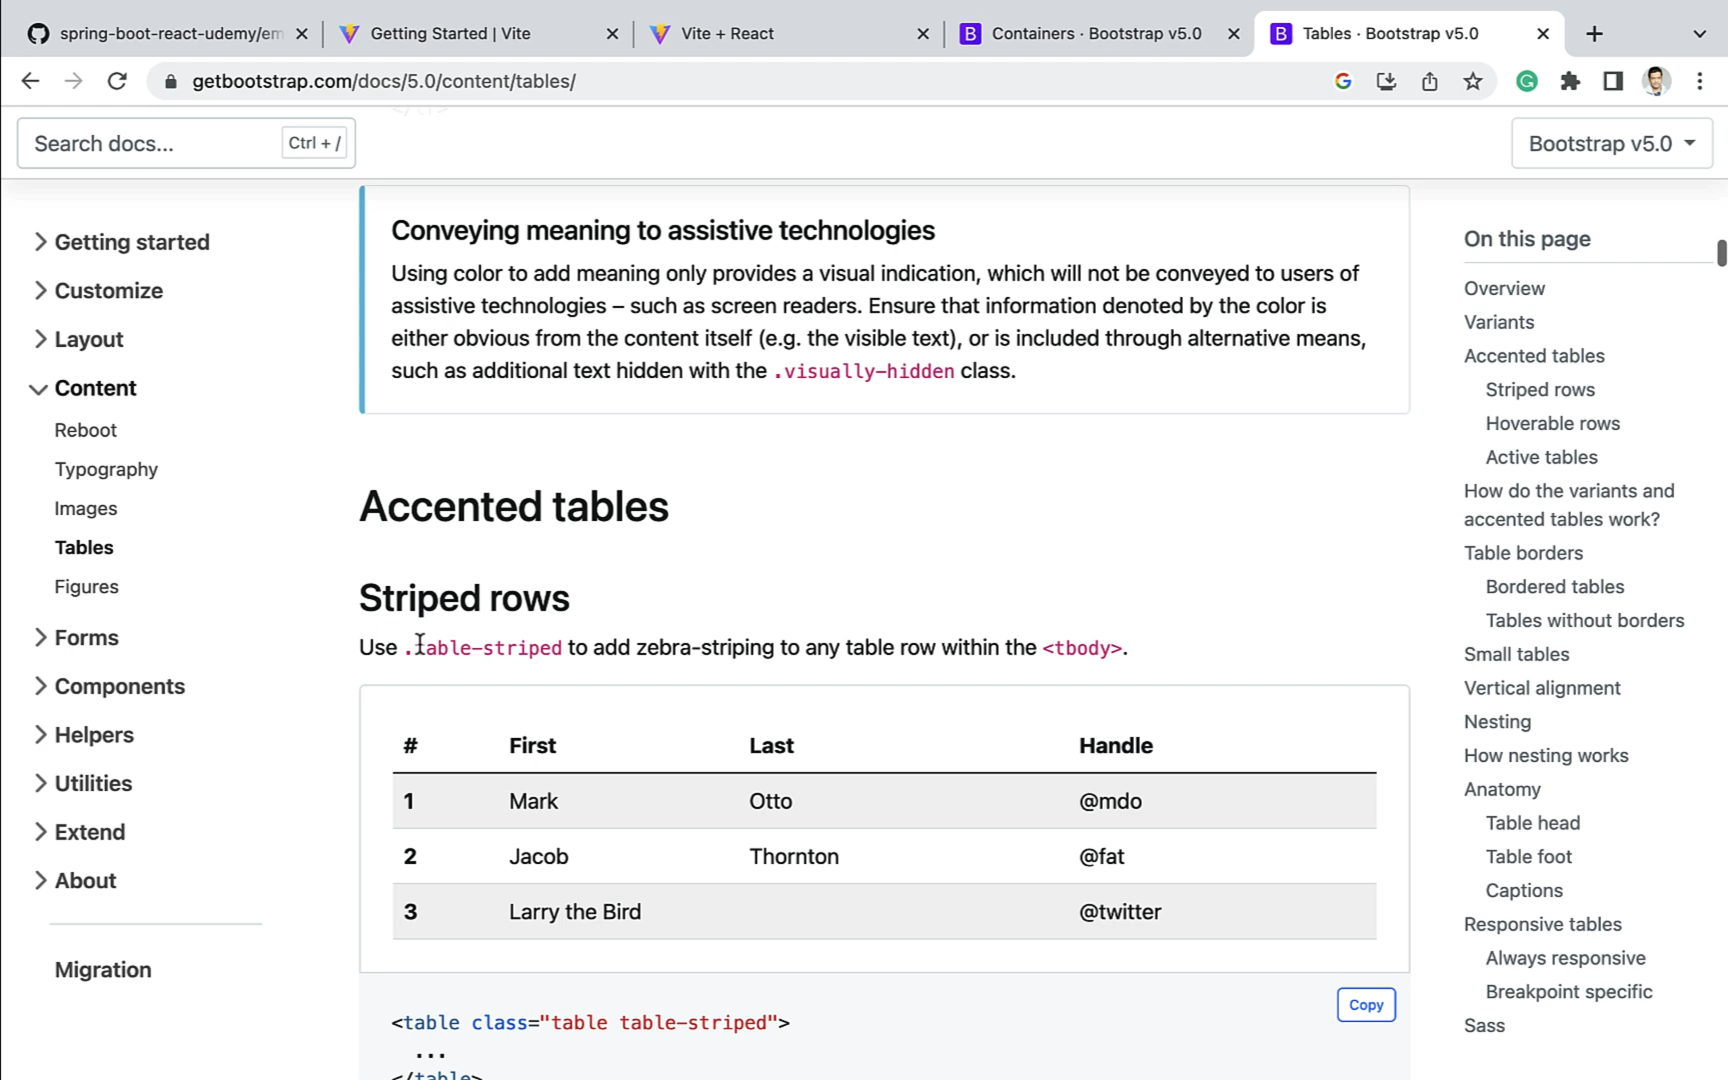 spring-boot-react-udemy/em
Getting Started | Vite
Vite + React
Containers · Bootstrap v5.0
Tables · Bootstrap v5.0
getbootstrap.com/docs/5.0/content/tables/
Search docs...
Ctrl + /
Bootstrap v5.0
Getting started
Customize
Layout
Content
Reboot
Typography
Images
Tables
Figures
Forms
Components
Helpers
Utilities
Extend
About
Migration
Conveying meaning to assistive technologies
Using color to add meaning only provides a visual indication, which will not be conveyed to users of
assistive technologies – such as screen readers. Ensure that information denoted by the color is
either obvious from the content itself (e.g. the visible text), or is included through alternative means,
such as additional text hidden with the .visually-hidden class.
Accented tables
Striped rows
Use .table-striped to add zebra-striping to any table row within the <tbody>.
# First Last Handle
1 Mark Otto @mdo
2 Jacob Thornton @fat
3 Larry the Bird @twitter
Copy
<table class="table table-striped">
...
</table>
On this page
Overview
Variants
Accented tables
Striped rows
Hoverable rows
Active tables
How do the variants and
accented tables work?
Table borders
Bordered tables
Tables without borders
Small tables
Vertical alignment
Nesting
How nesting works
Anatomy
Table head
Table foot
Captions
Responsive tables
Always responsive
Breakpoint specific
Sass